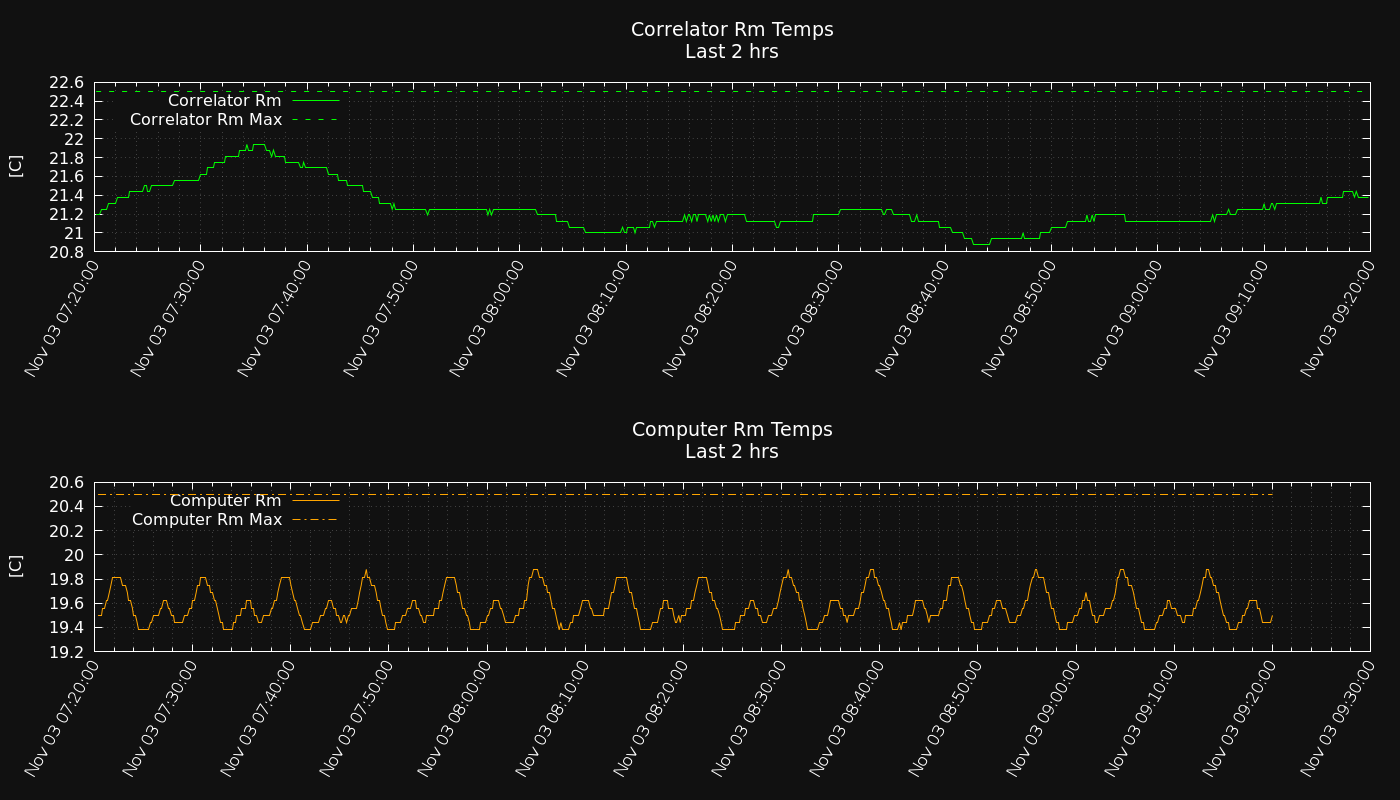 Correlator Rm Temps
Last 2 hrs
22.6
22.4
22.2
22
21.8
21.6
21.4
21.2
21
20.8
[C]
Correlator Rm
Correlator Rm Max
Nov 03 07:20:00
Nov 03 07:30:00
Nov 03 07:40:00
Nov 03 07:50:00
Nov 03 08:00:00
Nov 03 08:10:00
Nov 03 08:20:00
Nov 03 08:30:00
Nov 03 08:40:00
Nov 03 08:50:00
Nov 03 09:00:00
Nov 03 09:10:00
Nov 03 09:20:00
Computer Rm Temps
Last 2 hrs
20.6
20.4
20.2
20
19.8
19.6
19.4
19.2
[C]
Computer Rm
Computer Rm Max
Nov 03 07:20:00
Nov 03 07:30:00
Nov 03 07:40:00
Nov 03 07:50:00
Nov 03 08:00:00
Nov 03 08:10:00
Nov 03 08:20:00
Nov 03 08:30:00
Nov 03 08:40:00
Nov 03 08:50:00
Nov 03 09:00:00
Nov 03 09:10:00
Nov 03 09:20:00
Nov 03 09:30:00